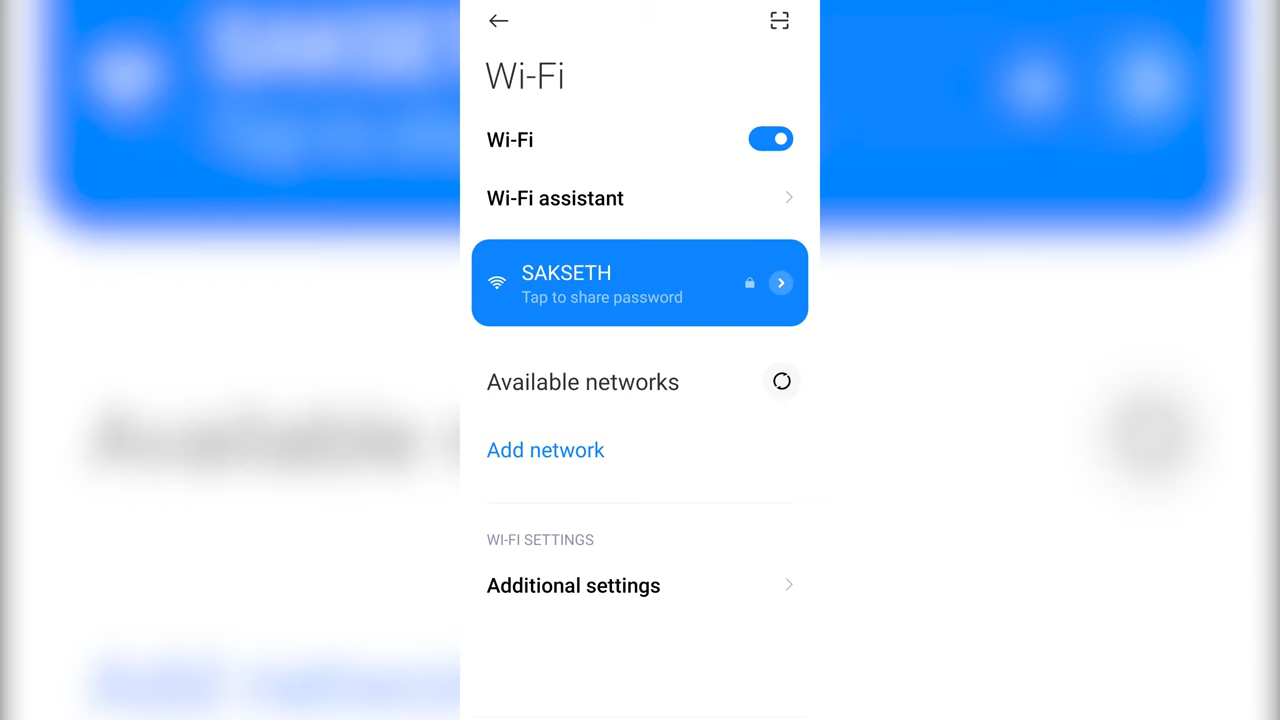 Wi-Fi
Wi-Fi
Wi-Fi assistant
SAKSETH
Tap to share password
Available networks
Add network
WI-FI SETTINGS
Additional settings